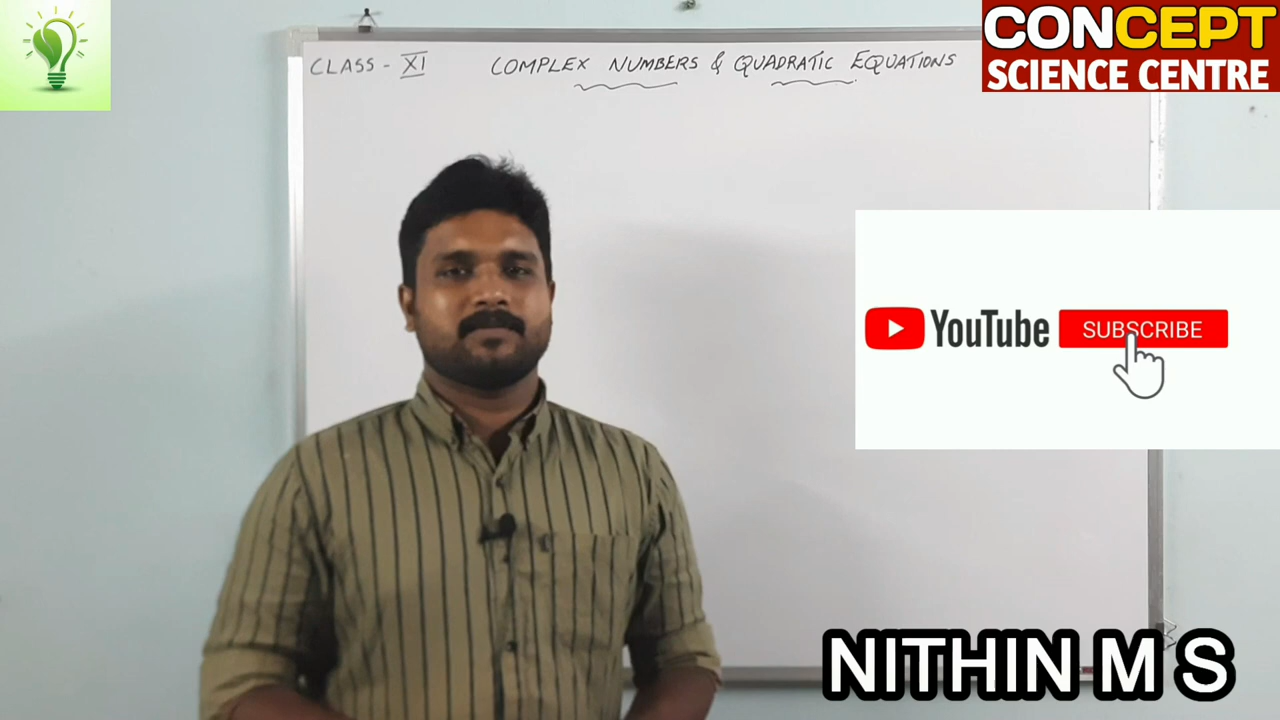 CONCEPT
SCIENCE CENTRE
CLASS - XI COMPLEX NUMBERS & QUADRATIC EQUATIONS
YouTube SUBSCRIBE
NITHIN M S